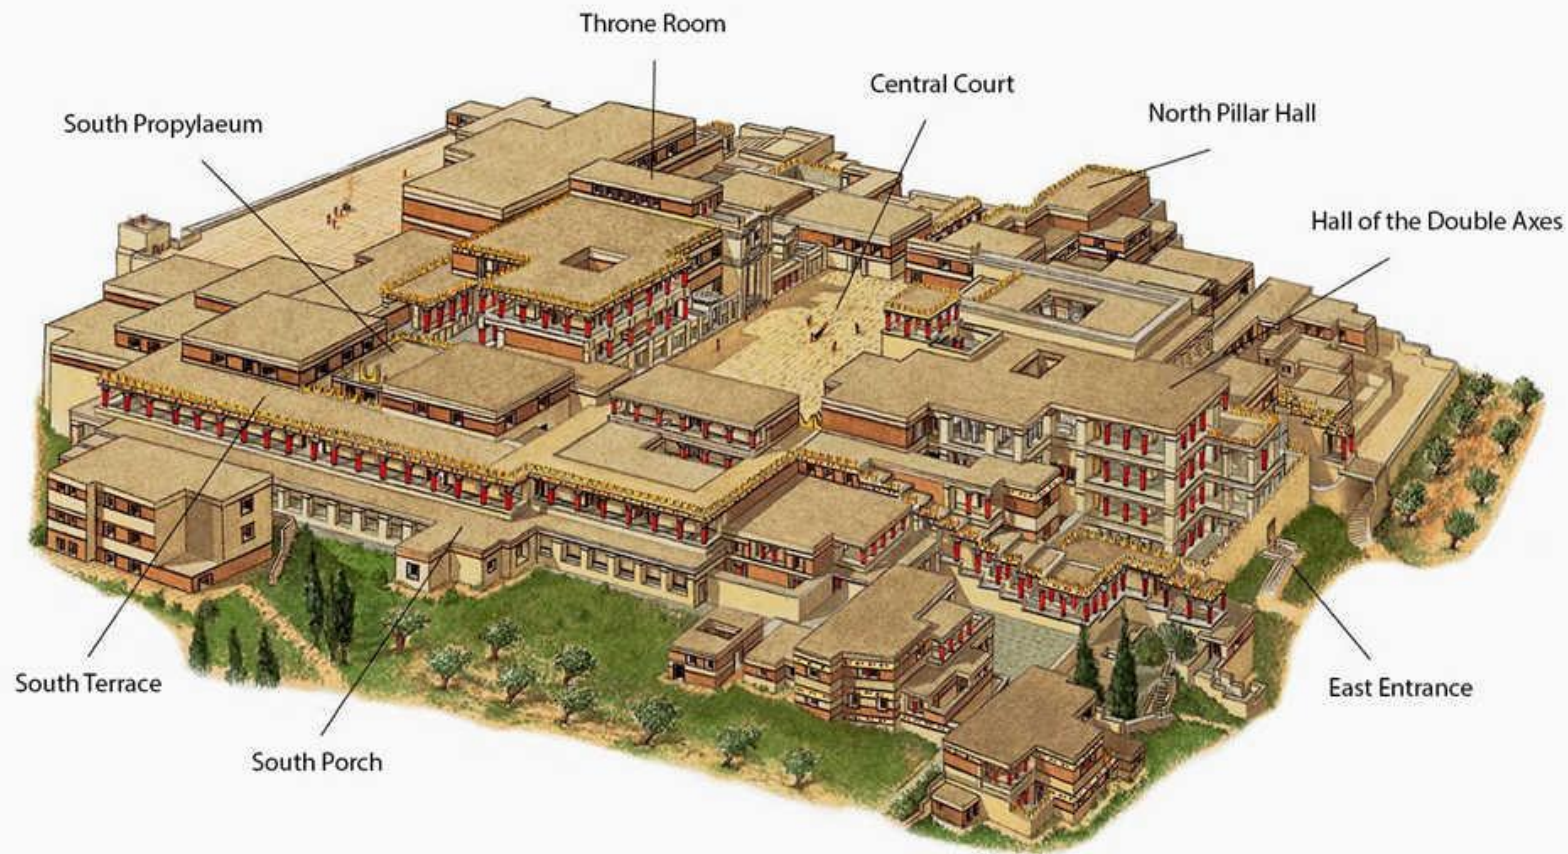 Throne Room
Central Court
North Pillar Hall
South Propylaeum
Hall of the Double Axes
South Terrace
East Entrance
South Porch